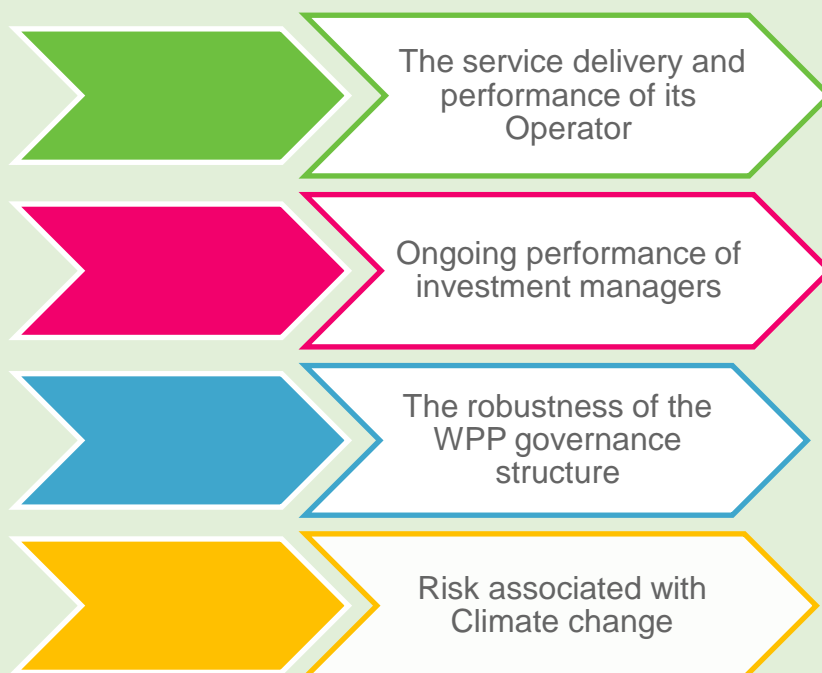 The service delivery and
performance of its
Operator
Ongoing performance of
investment managers
The robustness of the
WPP governance
structure
Risk associated with
Climate change